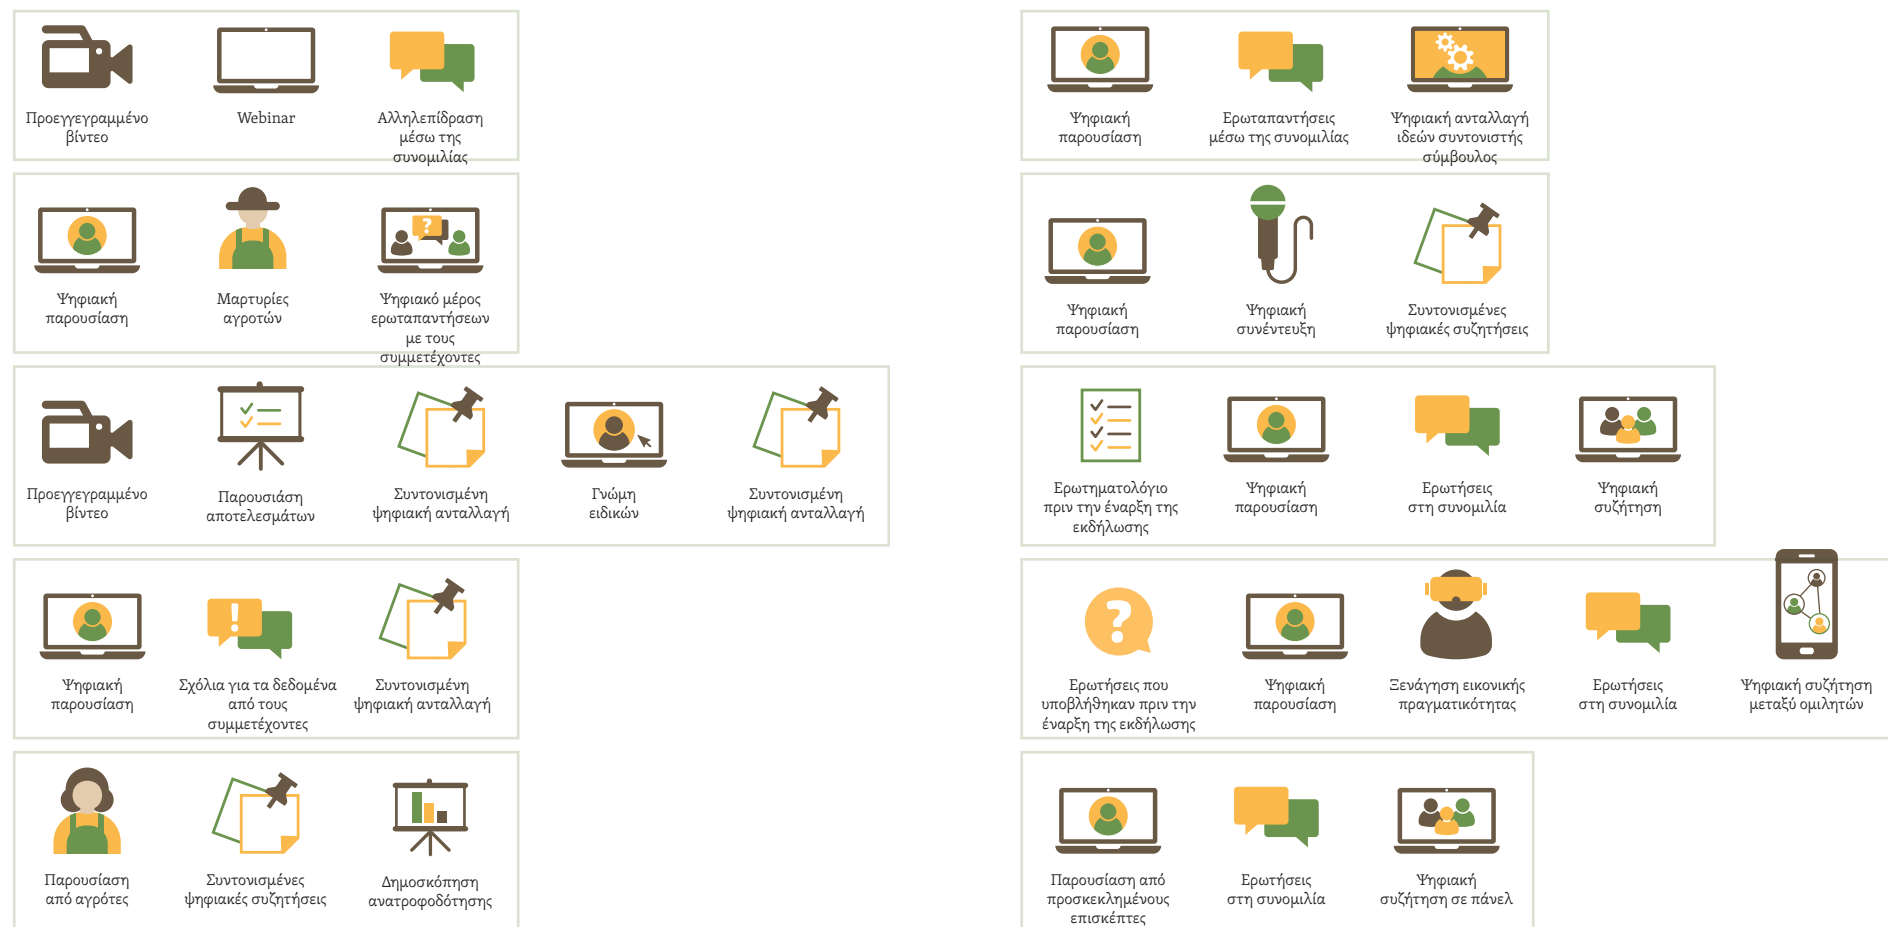 Προεγγεγραμμένο
βίντεο
Webinar
Αλληλεπίδραση
μέσω της
συνομιλίας
Ψηφιακή
παρουσίαση
Μαρτυρίες
αγροτών
Ψηφιακό μέρος
ερωταπαντήσεων
με τους
συμμετέχοντες
Προεγγεγραμμένο
βίντεο
Παρουσιάση
αποτελεσμάτων
Συντονισμένη
ψηφιακή ανταλλαγή
Γνώμη
ειδικών
Συντονισμένη
ψηφιακή ανταλλαγή
Ψηφιακή
παρουσίαση
Σχόλια για τα δεδομένα
από τους
συμμετέχοντες
Συντονισμένη
ψηφιακή ανταλλαγή
Παρουσίαση
από αγρότες
Συντονισμένες
ψηφιακές συζητήσεις
Δημοσκόπηση
ανατροφοδότησης
Ψηφιακή
παρουσίαση
Ερωταπαντήσεις
μέσω της συνομιλίας
Ψηφιακή ανταλλαγή
ιδεών συντονιστής
σύμβουλος
Ψηφιακή
παρουσίαση
Ψηφιακή
συνέντευξη
Συντονισμένες
ψηφιακές συζητήσεις
Ερωτηματολόγιο
πριν την έναρξη της
εκδήλωσης
Ψηφιακή
παρουσίαση
Ερωτήσεις
στη συνομιλία
Ψηφιακή
συζήτηση
Ερωτήσεις που
υποβλήθηκαν πριν την
έναρξη της εκδήλωσης
Ψηφιακή
παρουσίαση
Ξενάγηση εικονικής
πραγματικότητας
Ερωτήσεις
στη συνομιλία
Ψηφιακή συζήτηση
μεταξύ ομιλητών
Παρουσίαση από
προσκεκλημένους
επισκέπτες
Ερωτήσεις
στη συνομιλία
Ψηφιακή
συζήτηση σε πάνελ